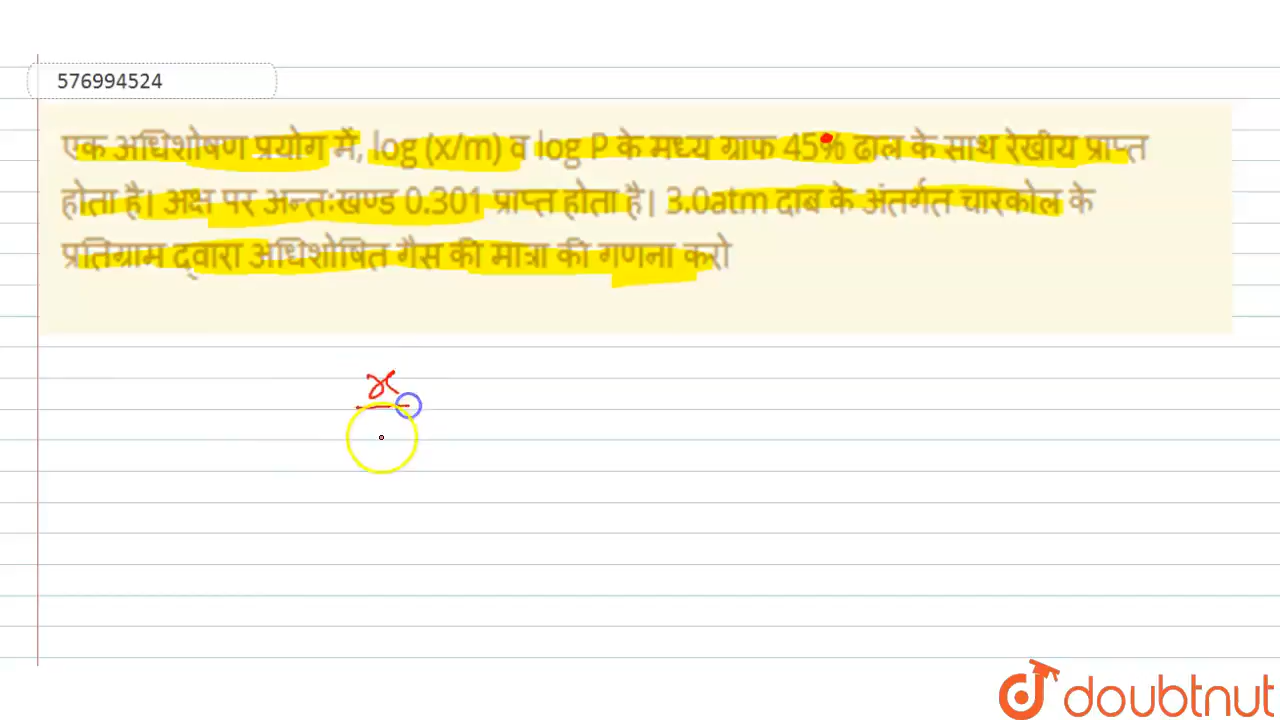 576994524
एक अधिशोषण प्रयोग में, log (x/m) व log P के मध्य ग्राफ 45% ढाल के साथ रेखीय प्राप्त
होता है। अक्ष पर अन्तःखण्ड 0.301 प्राप्त होता है। 3.0atm दाब के अंतर्गत चारकोल के
प्रतिग्राम द्वारा अधिशोषित गैस की मात्रा की गणना करो
x
doubtnut